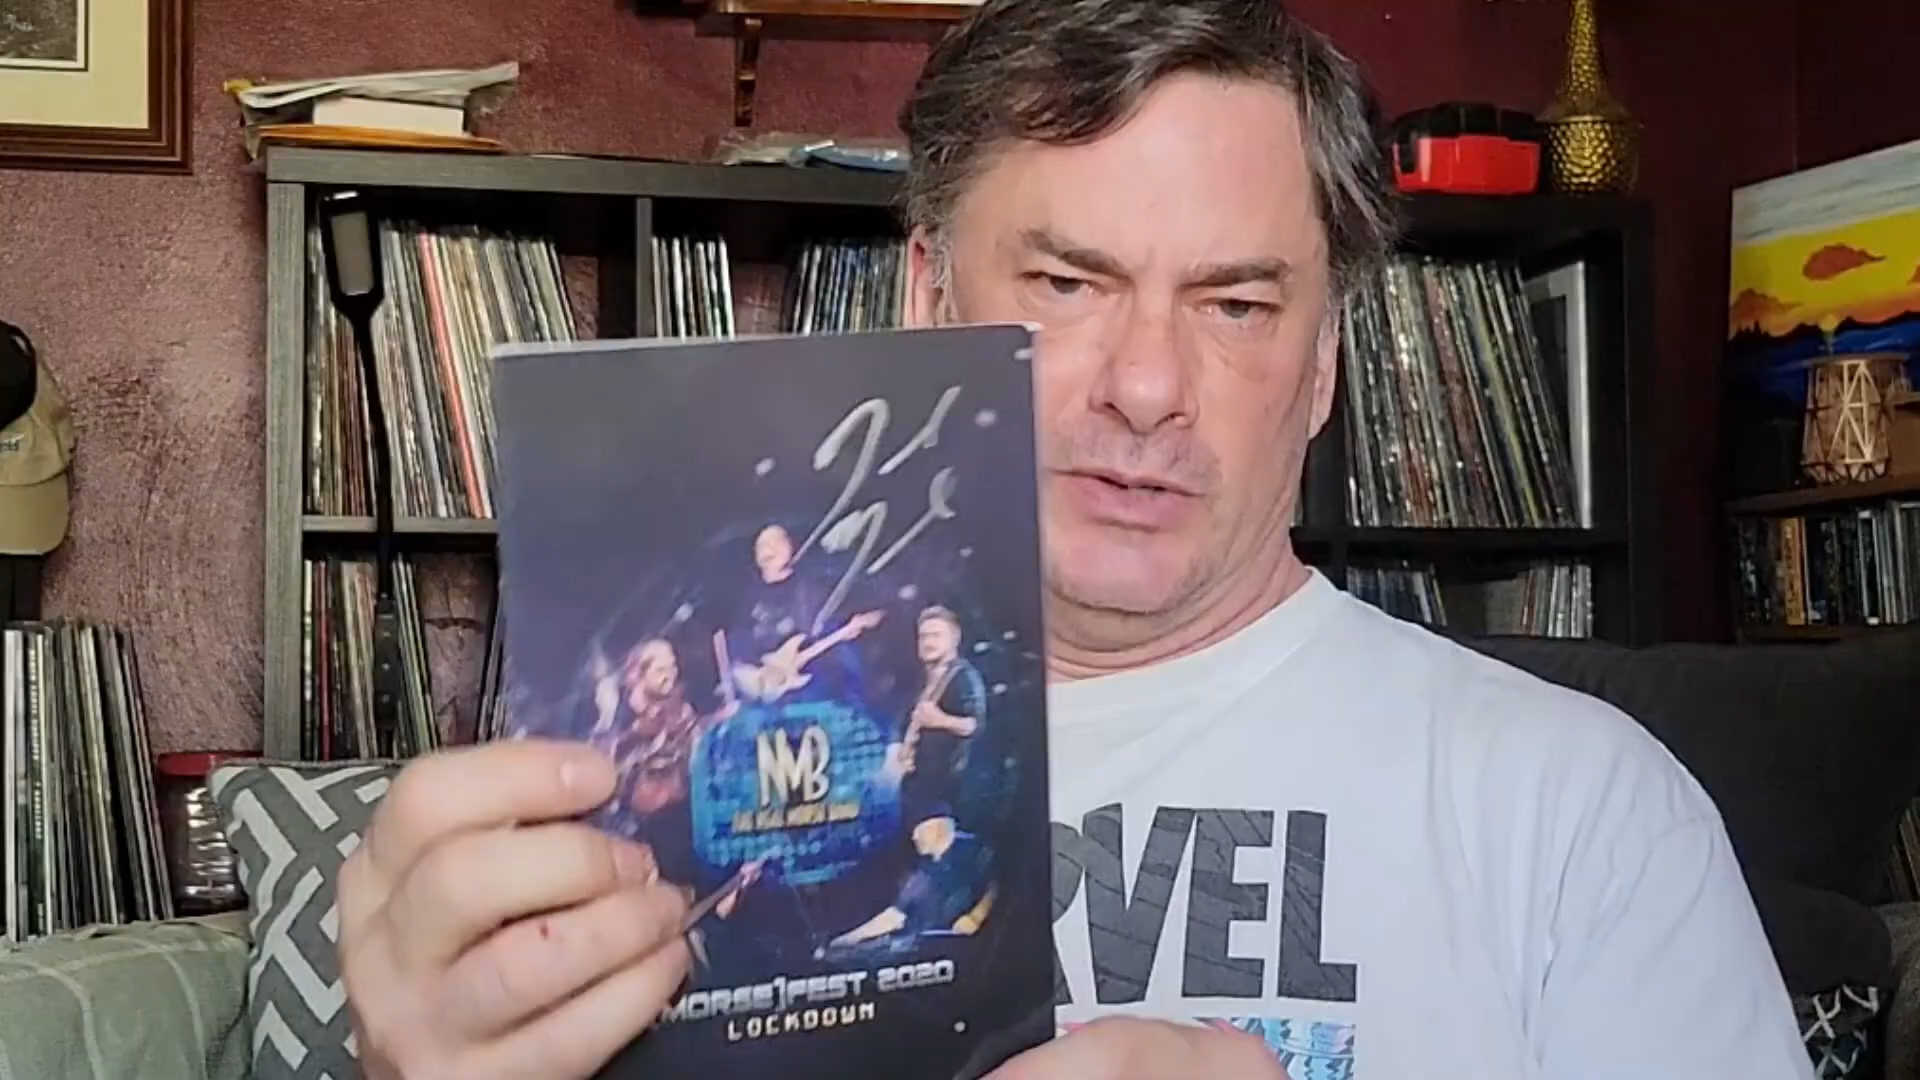 NMB
THE NEAL MORSE BAND
MORSE]FEST 2020
LOCKDOWN
RVEL